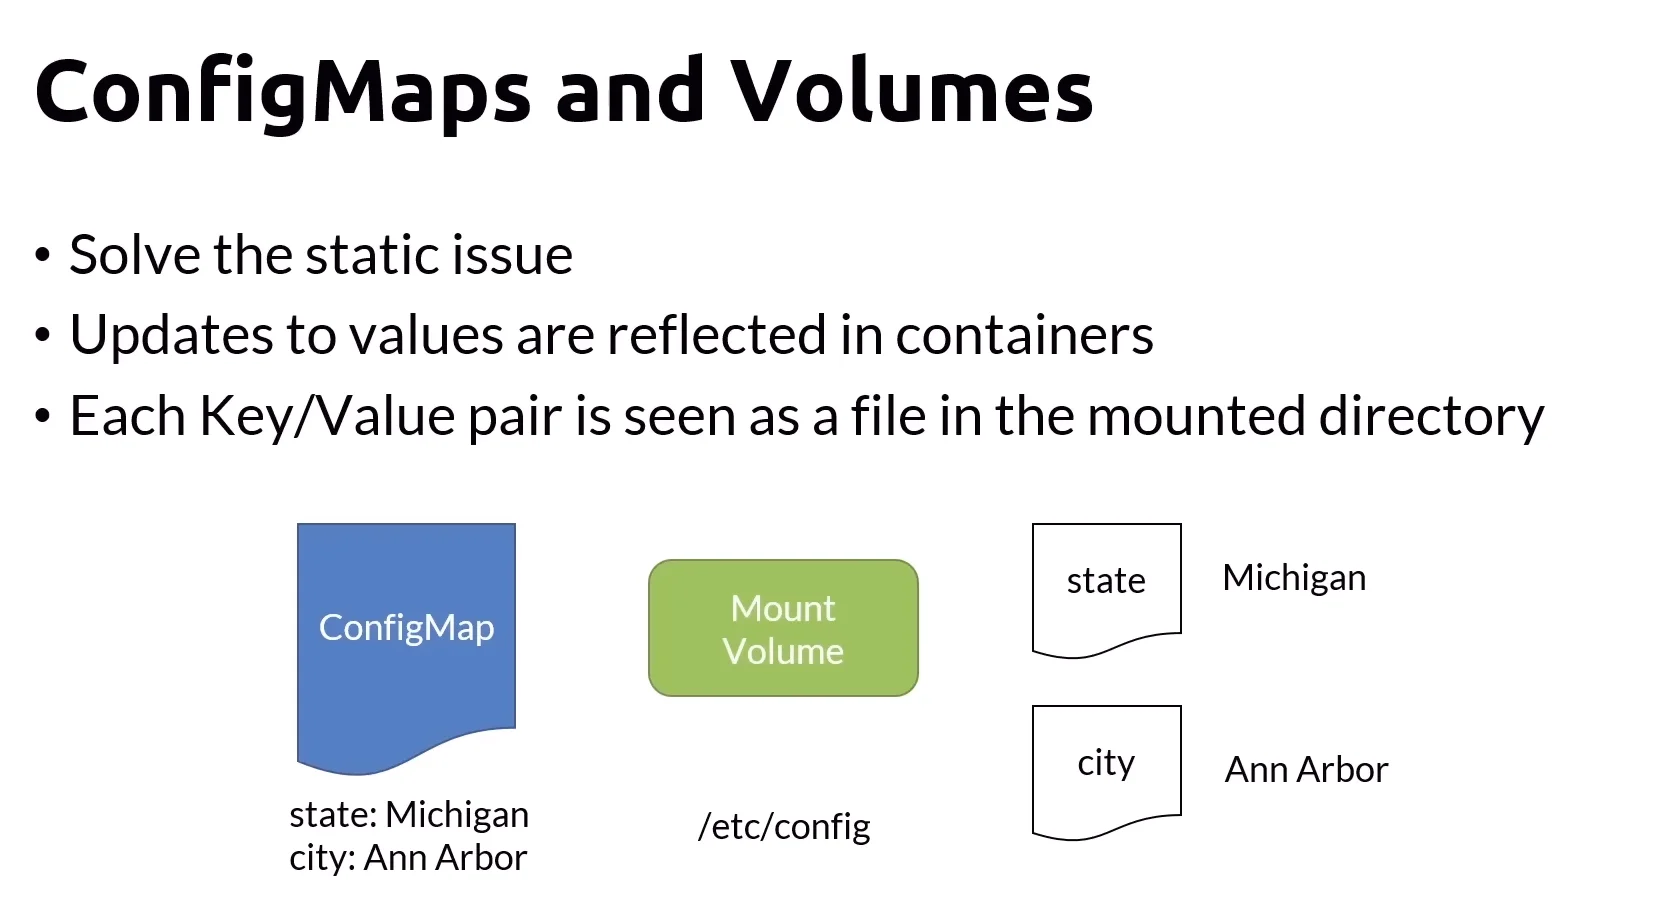 ConfigMaps and Volumes
• Solve the static issue
• Updates to values are reflected in containers
• Each Key/Value pair is seen as a file in the mounted directory
ConfigMap
state: Michigan
city: Ann Arbor
Mount
Volume
/etc/config
state
Michigan
city
Ann Arbor